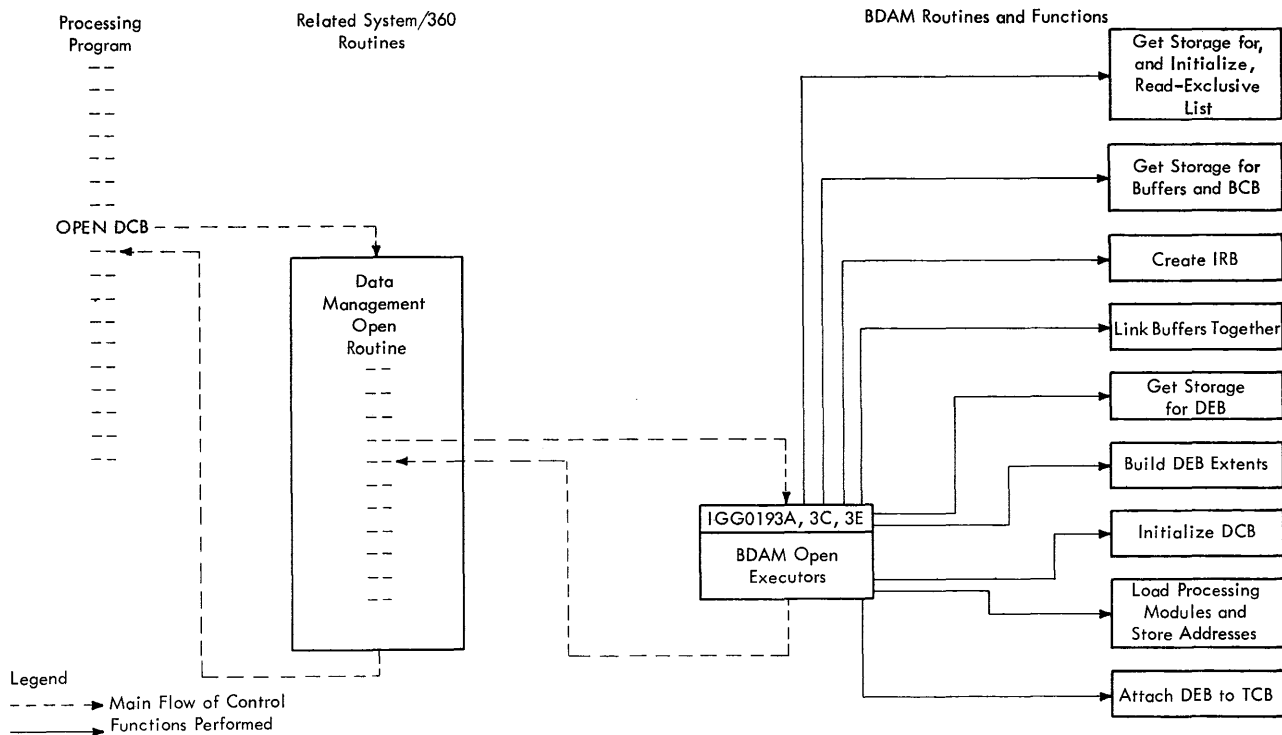 Processing
Program
Related System/360
Routines
BDAM Routines and Functions
OPEN DCB
Data
Management
Open
Routine
IGG0193A, 3C, 3E
BDAM Open
Executors
Get Storage for,
and Initialize,
Read-Exclusive
List
Get Storage for
Buffers and BCB
Create IRB
Link Buffers Together
Get Storage
for DEB
Build DEB Extents
Initialize DCB
Load Processing
Modules and
Store Addresses
Attach DEB to TCB
Legend
Main Flow of Control
Functions Performed